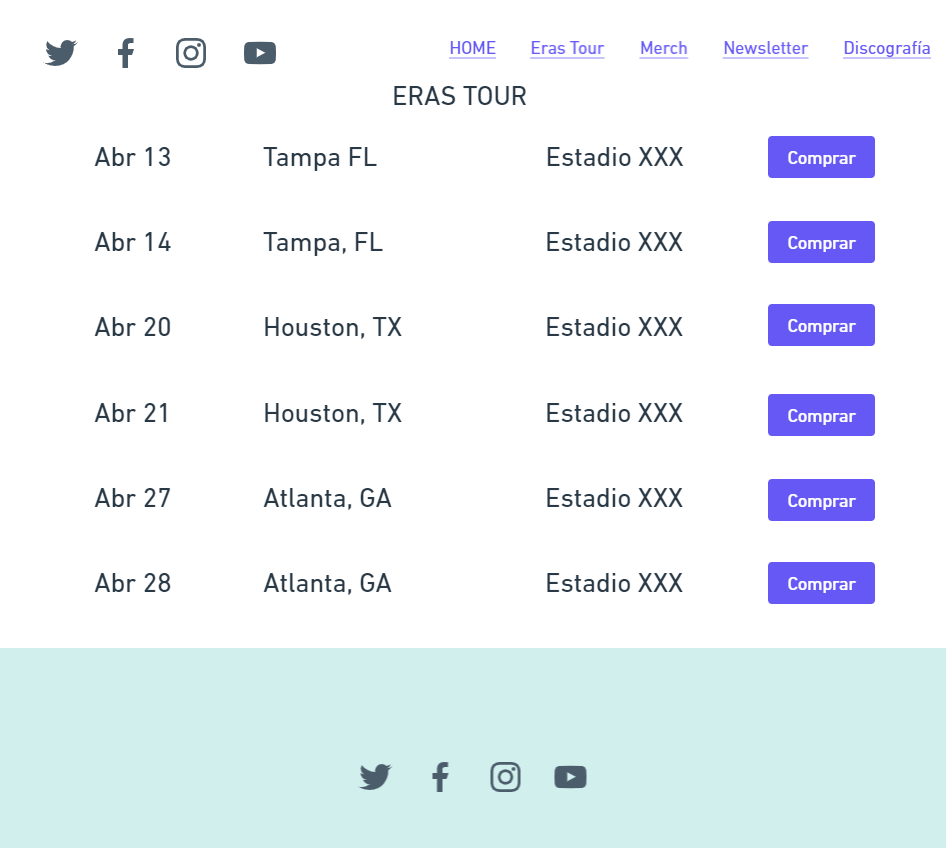 HOME Eras Tour Merch Newsletter Discografía
ERAS TOUR
Abr 13 Tampa FL Estadio XXX Comprar
Abr 14 Tampa, FL Estadio XXX Comprar
Abr 20 Houston, TX Estadio XXX Comprar
Abr 21 Houston, TX Estadio XXX Comprar
Abr 27 Atlanta, GA Estadio XXX Comprar
Abr 28 Atlanta, GA Estadio XXX Comprar